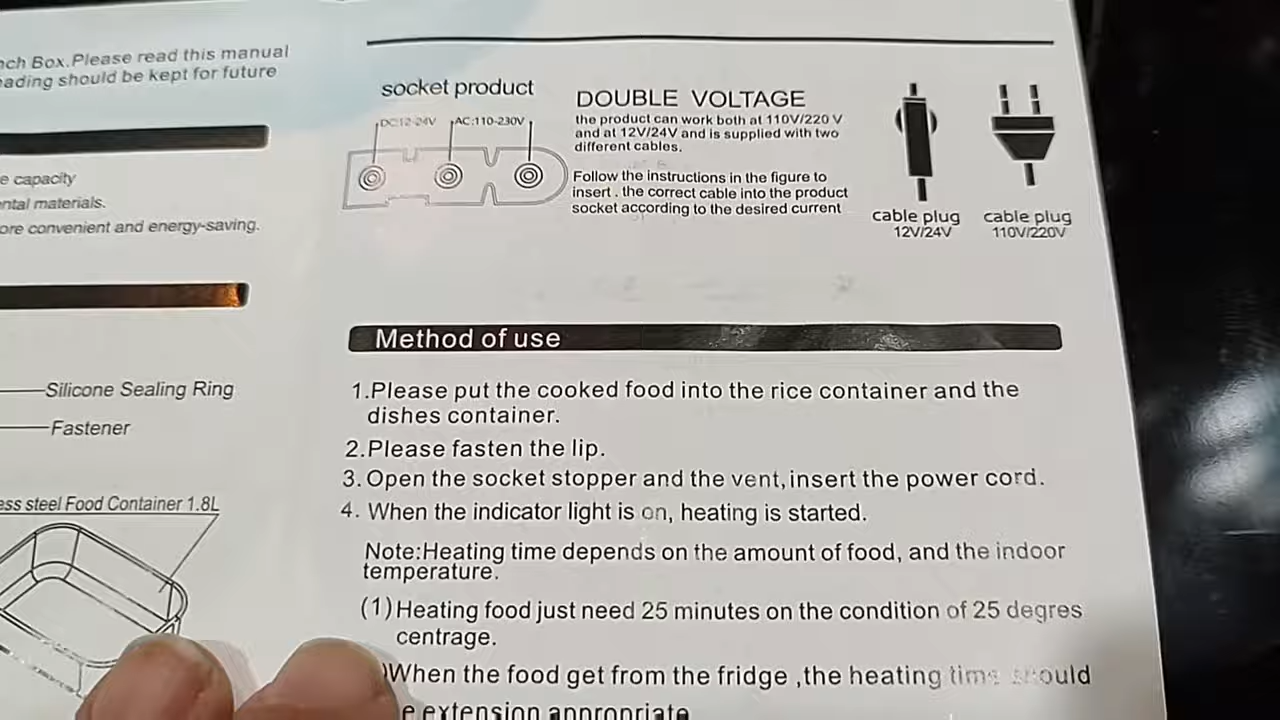 nch Box.Please read this manual
eading should be kept for future
e capacity
ntal materials.
ore convenient and energy-saving.
Silicone Sealing Ring
Fastener
ess steel Food Container 1.8L
socket product
DC:12-24V
AC:110-230V
DOUBLE VOLTAGE
the product can work both at 110V/220 V
and at 12V/24V and is supplied with two
different cables.
Follow the instructions in the figure to
insert . the correct cable into the product
socket according to the desired current
cable plug
12V/24V
cable plug
110V/220V
Method of use
1.Please put the cooked food into the rice container and the
dishes container.
2.Please fasten the lip.
3.Open the socket stopper and the vent,insert the power cord.
4. When the indicator light is on, heating is started.
Note:Heating time depends on the amount of food, and the indoor
temperature.
(1)Heating food just need 25 minutes on the condition of 25 degres
centrage.
)When the food get from the fridge ,the heating time should
e extension appropriate